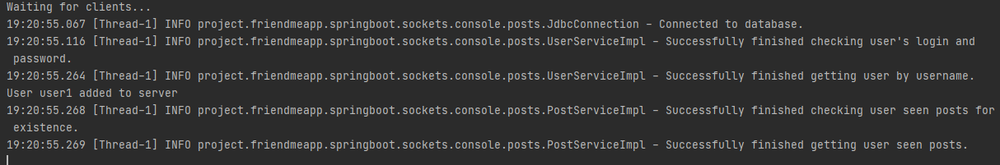 Waiting for clients...
19:20:55.067 [Thread-1] INFO project.friendmeapp.springboot.sockets.console.posts.JdbcConnection - Connected to database.
19:20:55.116 [Thread-1] INFO project.friendmeapp.springboot.sockets.console.posts.UserServiceImpl - Successfully finished checking user's login and
password.
19:20:55.264 [Thread-1] INFO project.friendmeapp.springboot.sockets.console.posts.UserServiceImpl - Successfully finished getting user by username.
User user1 added to server
19:20:55.268 [Thread-1] INFO project.friendmeapp.springboot.sockets.console.posts.PostServiceImpl - Successfully finished checking user seen posts for
existence.
19:20:55.269 [Thread-1] INFO project.friendmeapp.springboot.sockets.console.posts.PostServiceImpl - Successfully finished getting user seen posts.